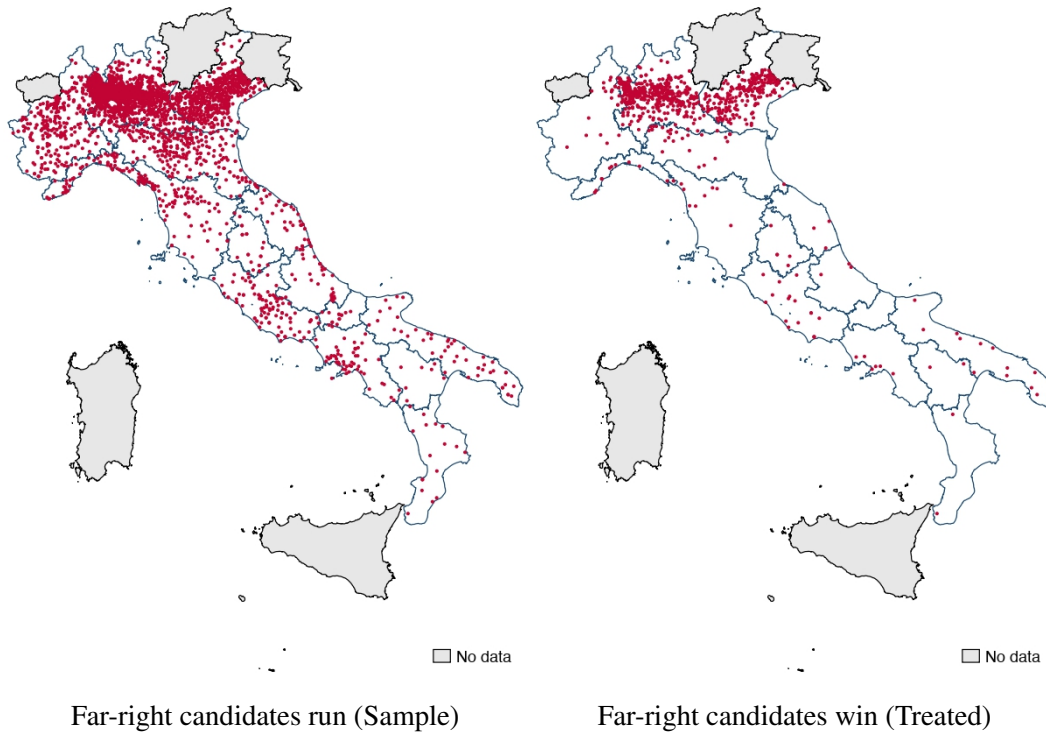 No data
No data
Far-right candidates run (Sample)
Far-right candidates win (Treated)